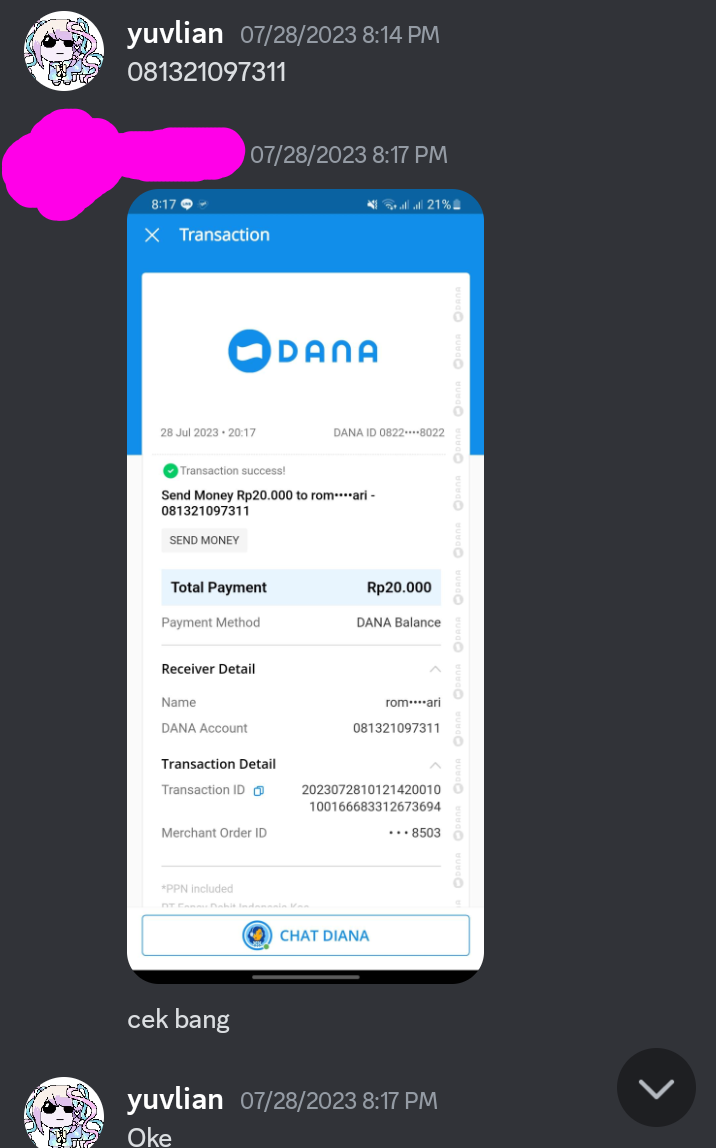 yuvlian 07/28/2023 8:14 PM
081321097311
07/28/2023 8:17 PM
8:17 21%
Transaction
DANA
28 Jul 2023 • 20:17 DANA ID 0822••••8022
Transaction success!
Send Money Rp20.000 to rom••••ari -
081321097311
SEND MONEY
Total Payment Rp20.000
Payment Method DANA Balance
Receiver Detail
Name rom••••ari
DANA Account 081321097311
Transaction Detail
Transaction ID 2023072810121420010
100166683312673694
Merchant Order ID • • • 8503
*PPN included
CHAT DIANA
cek bang
yuvlian 07/28/2023 8:17 PM
Oke